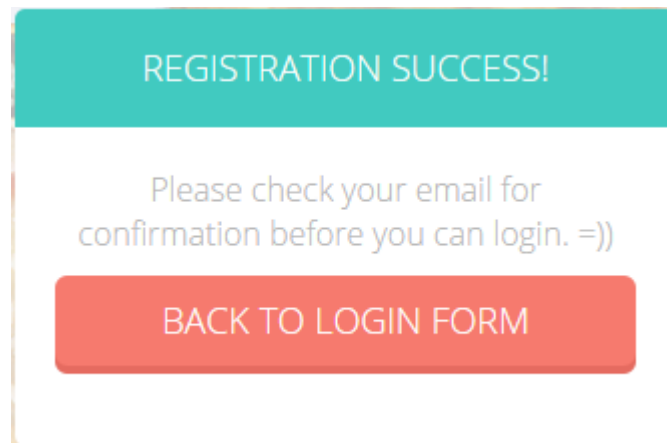 REGISTRATION SUCCESS!
Please check your email for
confirmation before you can login. =))
BACK TO LOGIN FORM